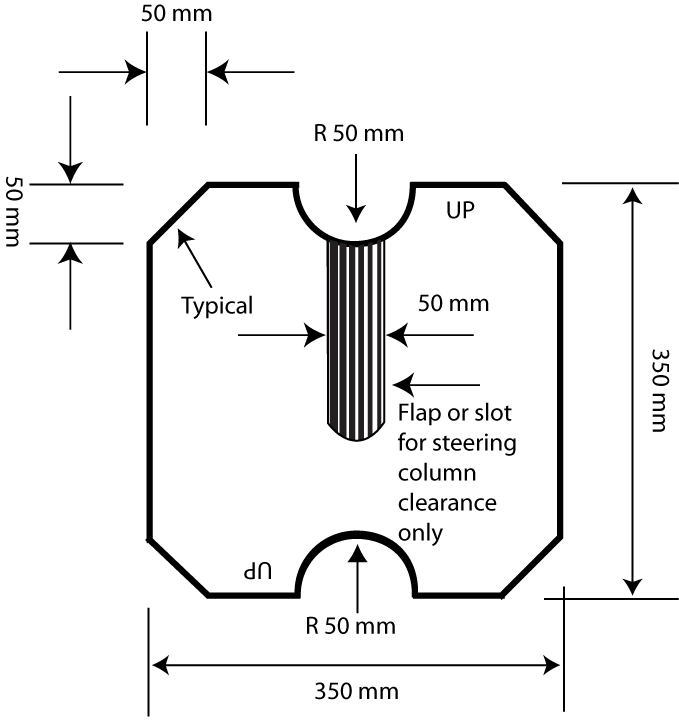 50 mm
R 50 mm
50 mm
UP
Typical
50 mm
350 mm
Flap or slot
for steering
column
clearance
only
UP
R 50 mm
350 mm